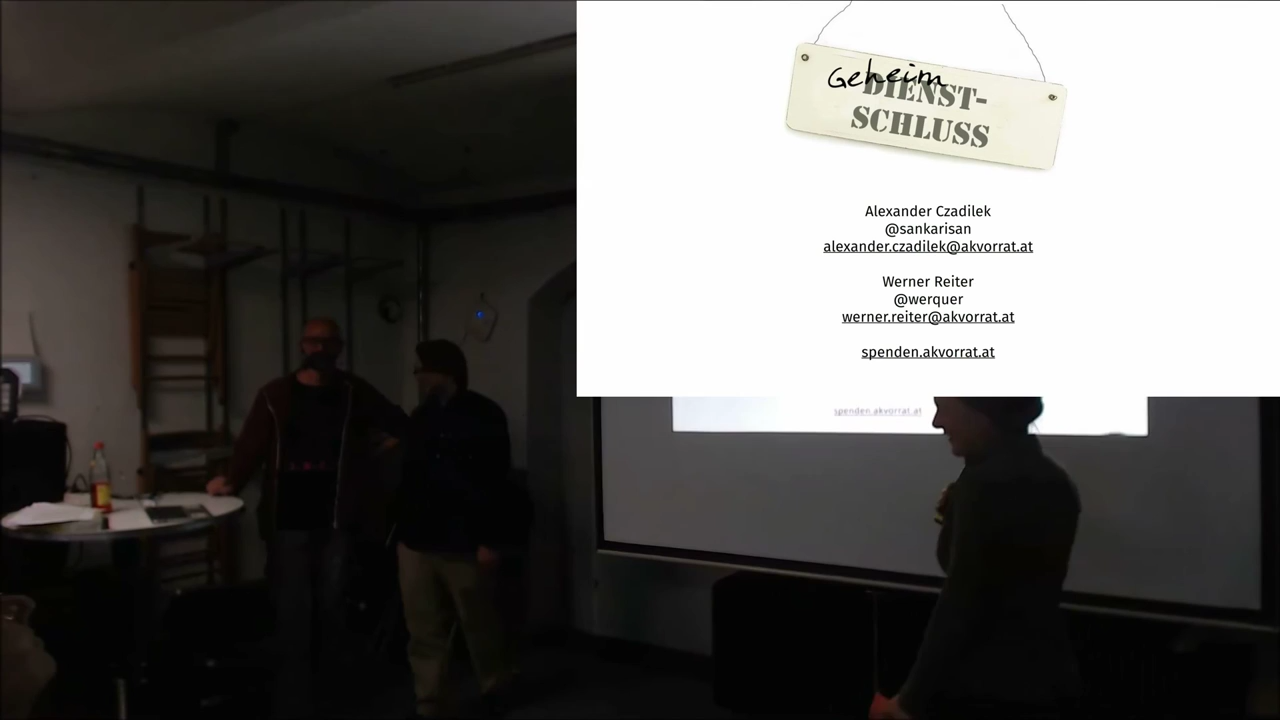 Geheim
DIENST-
SCHLUSS
Alexander Czadilek
@sankarisan
alexander.czadilek@akvorrat.at
Werner Reiter
@werquer
werner.reiter@akvorrat.at
spenden.akvorrat.at
spenden.akvorrat.at